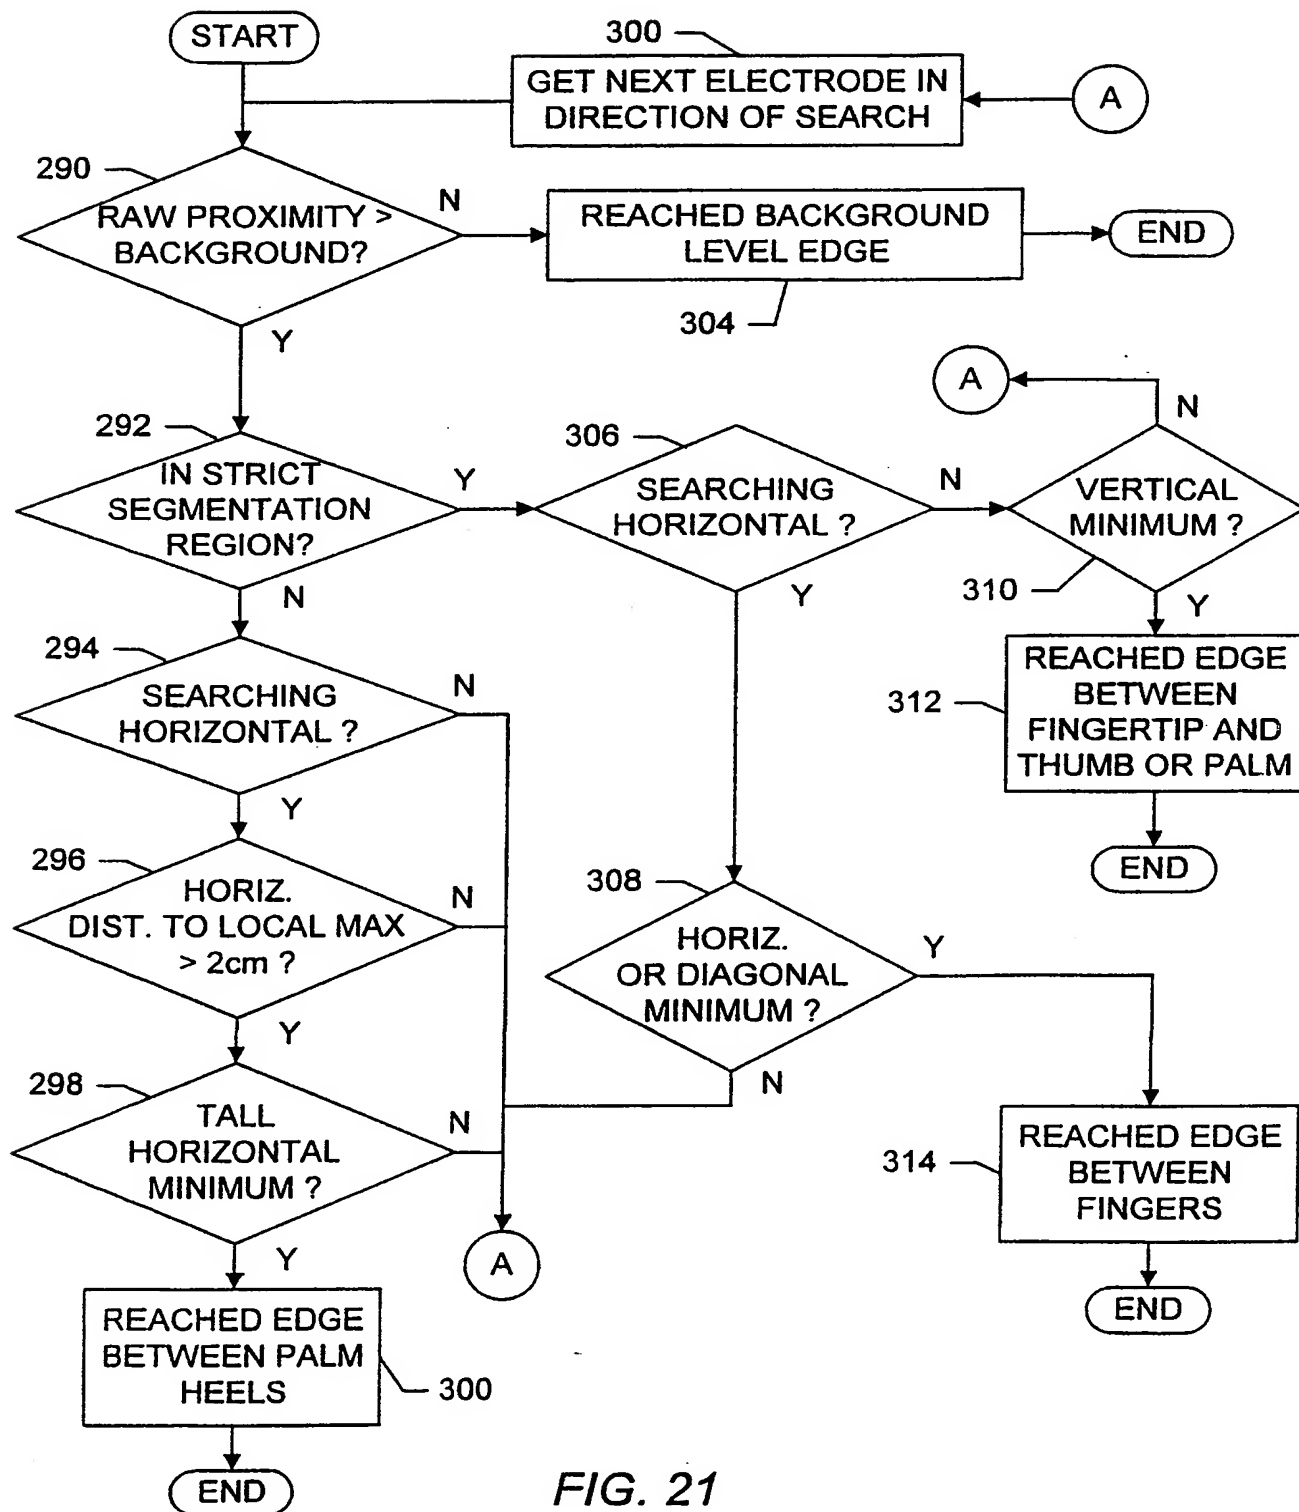 START
300
GET NEXT ELECTRODE IN
DIRECTION OF SEARCH
A
290
RAW PROXIMITY >
BACKGROUND?
N
Y
REACHED BACKGROUND
LEVEL EDGE
304
END
292
IN STRICT
SEGMENTATION
REGION?
Y
N
306
SEARCHING
HORIZONTAL ?
N
Y
A
N
VERTICAL
MINIMUM ?
310
Y
312
REACHED EDGE
BETWEEN
FINGERTIP AND
THUMB OR PALM
END
294
SEARCHING
HORIZONTAL ?
N
Y
296
HORIZ.
DIST. TO LOCAL MAX
> 2cm ?
N
Y
308
HORIZ.
OR DIAGONAL
MINIMUM ?
Y
N
298
TALL
HORIZONTAL
MINIMUM ?
N
Y
A
314
REACHED EDGE
BETWEEN
FINGERS
END
REACHED EDGE
BETWEEN PALM
HEELS
300
END
FIG. 21